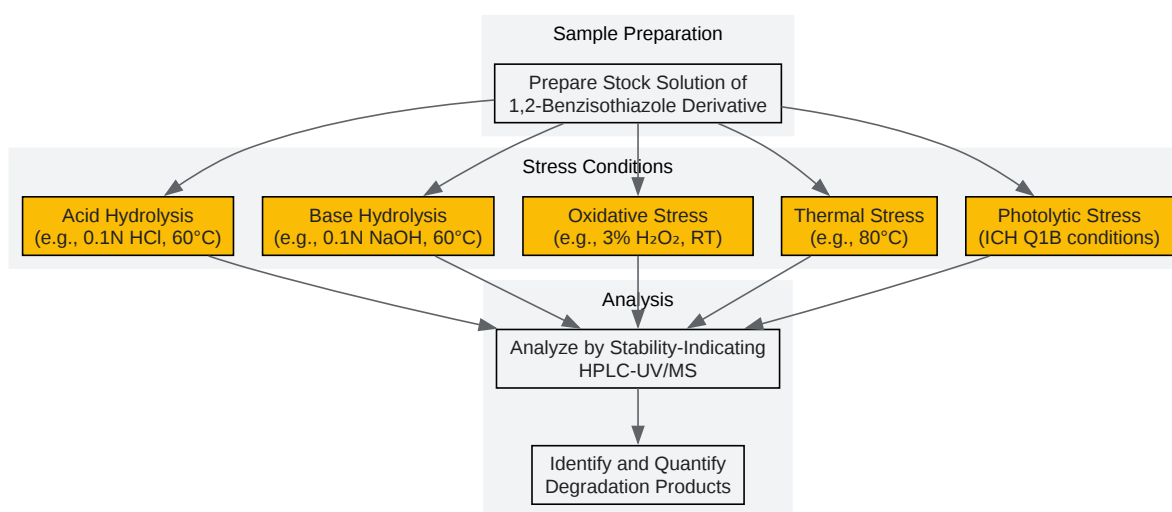 Sample Preparation
Prepare Stock Solution of
1,2-Benzisothiazole Derivative
Stress Conditions
Acid Hydrolysis
(e.g., 0.1N HCl, 60°C)
Base Hydrolysis
(e.g., 0.1N NaOH, 60°C)
Oxidative Stress
(e.g., 3% H₂O₂, RT)
Thermal Stress
(e.g., 80°C)
Photolytic Stress
(ICH Q1B conditions)
Analysis
Analyze by Stability-Indicating
HPLC-UV/MS
Identify and Quantify
Degradation Products